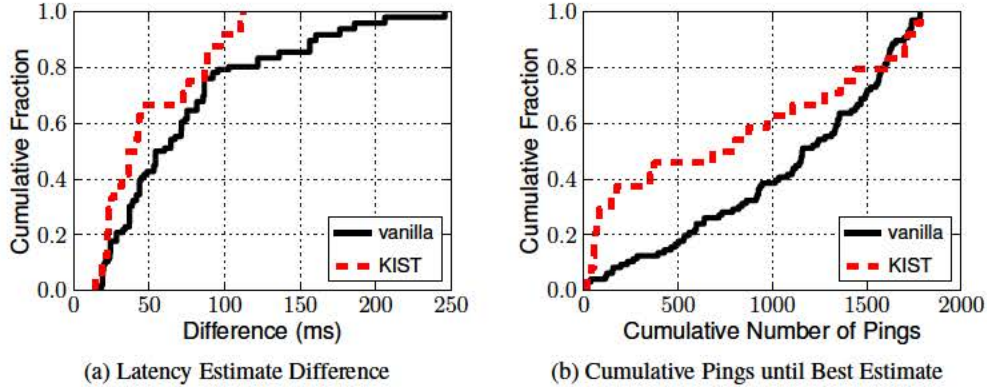 1.0
0.8
0.6
0.4
0.2
0.0
Cumulative Fraction
vanilla
KIST
0
50
100
150
200
250
Difference (ms)
(a) Latency Estimate Difference
1.0
0.8
0.6
0.4
0.2
0.0
Cumulative Fraction
vanilla
KIST
0
500
1000
1500
2000
Cumulative Number of Pings
(b) Cumulative Pings until Best Estimate